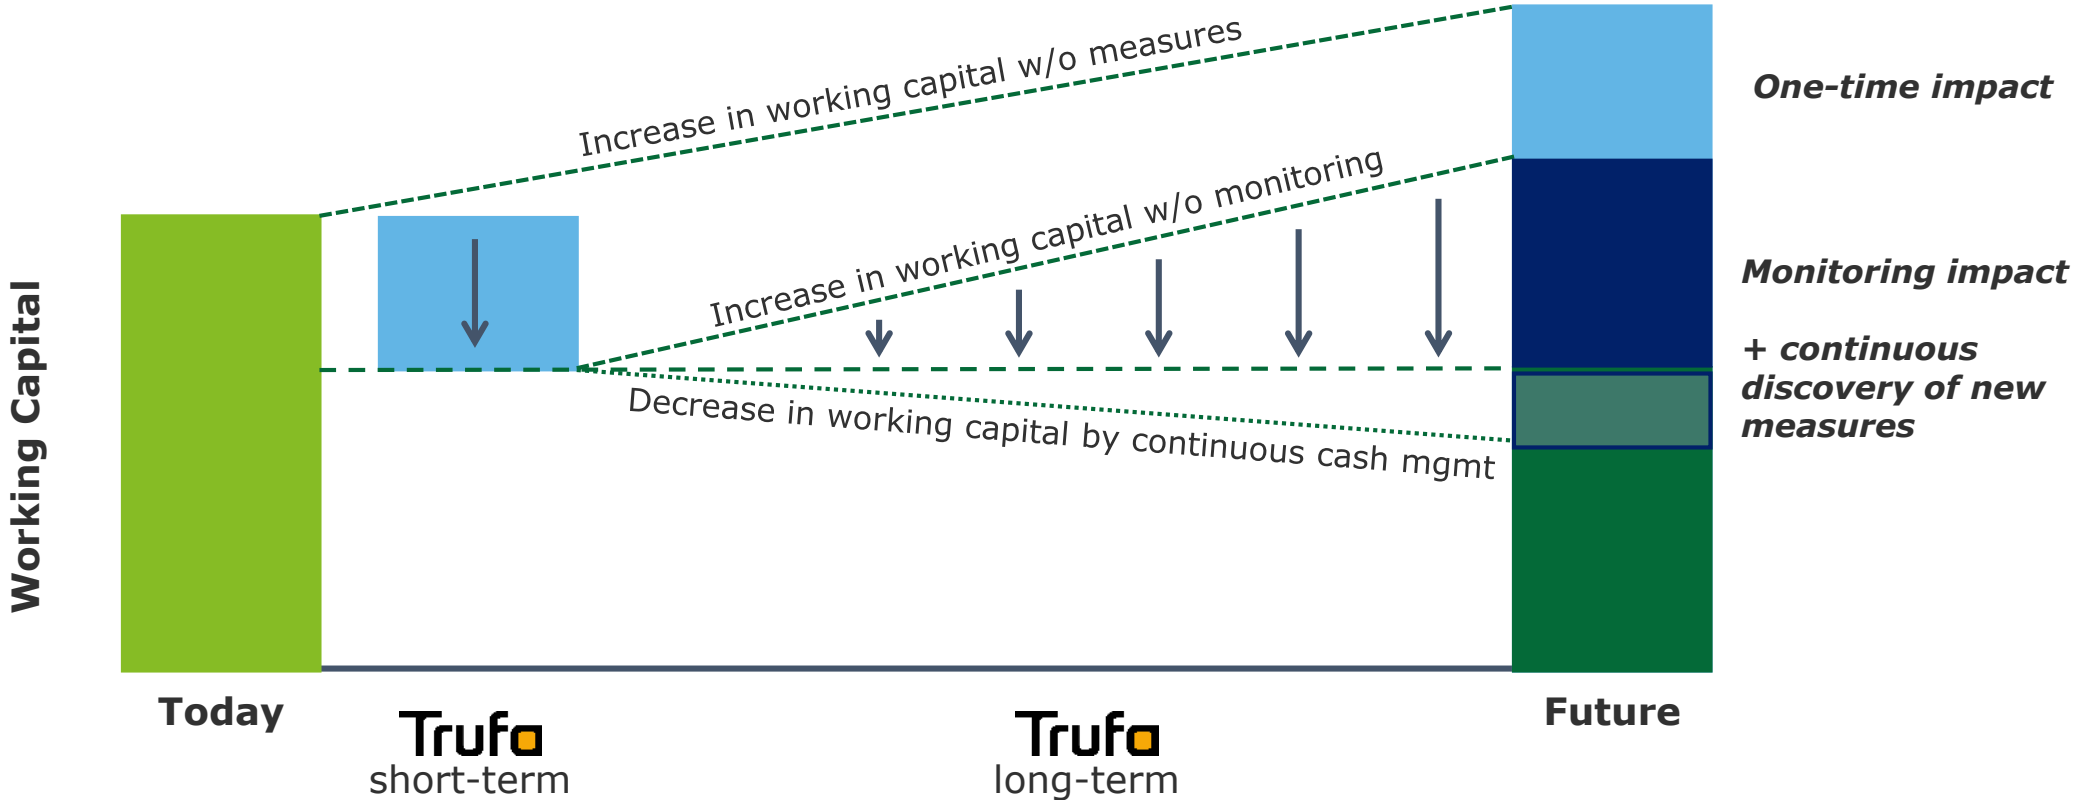 Increase in working capital w/o measures
One-time impact
Increase in working capital w/o monitoring
Monitoring impact
+ continuous
discovery of new
measures
Decrease in working capital by continuous cash mgmt
Working Capital
Today
Trufa
short-term
Trufa
long-term
Future